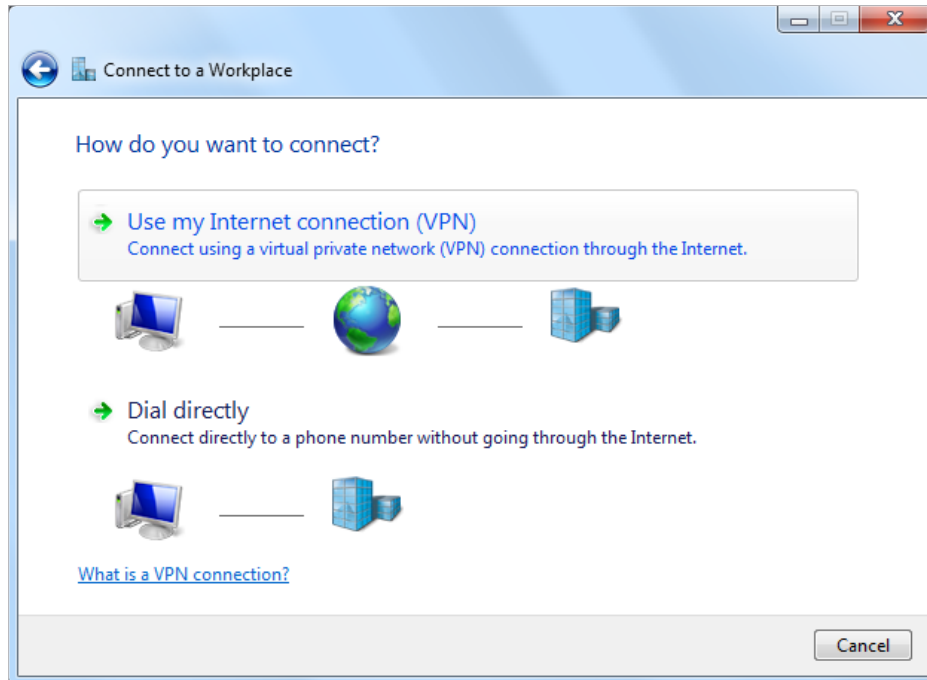 Connect to a Workplace
How do you want to connect?
Use my Internet connection (VPN)
Connect using a virtual private network (VPN) connection through the Internet.
Dial directly
Connect directly to a phone number without going through the Internet.
What is a VPN connection?
Cancel